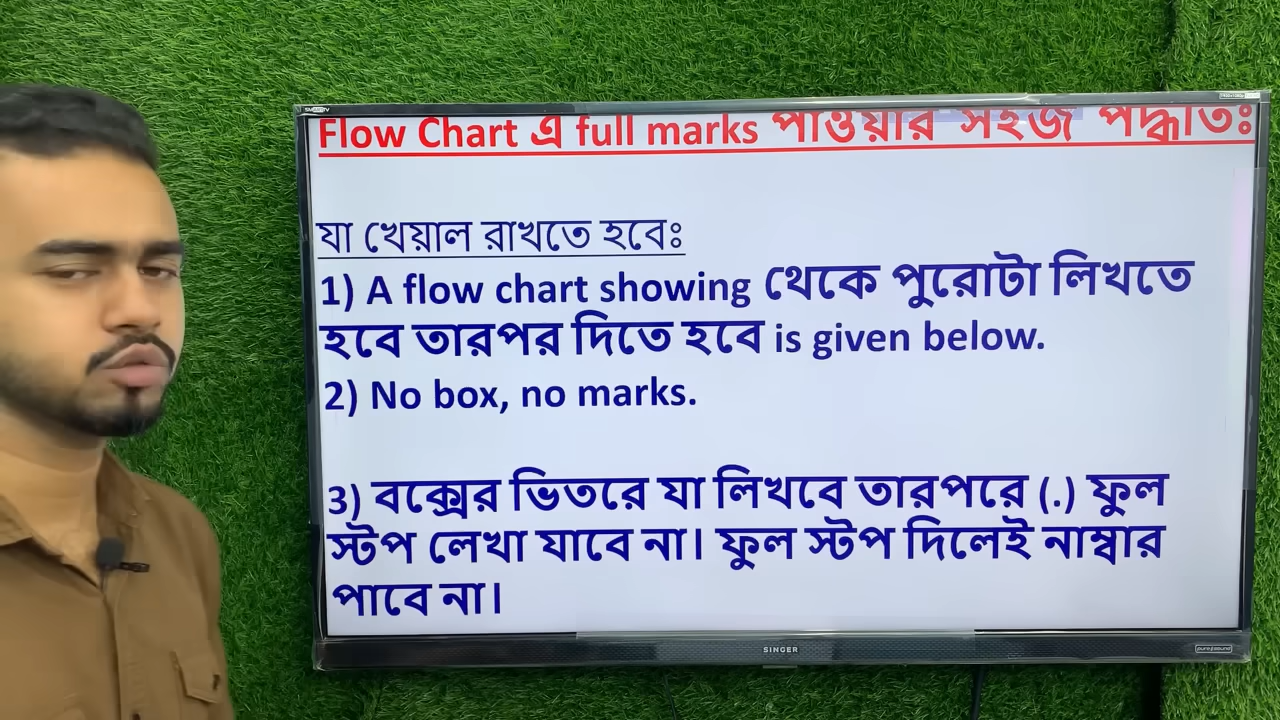 Flow Chart এ full marks পাওয়ার সহজ পদ্ধতিঃ
যা খেয়াল রাখতে হবেঃ
1) A flow chart showing থেকে পুরোটা লিখতে
হবে তারপর দিতে হবে is given below.
2) No box, no marks.
3) বক্সের ভিতরে যা লিখবে তারপরে (.) ফুল
স্টপ লেখা যাবে না। ফুল স্টপ দিলেই নাম্বার
পাবে না।
SINGER